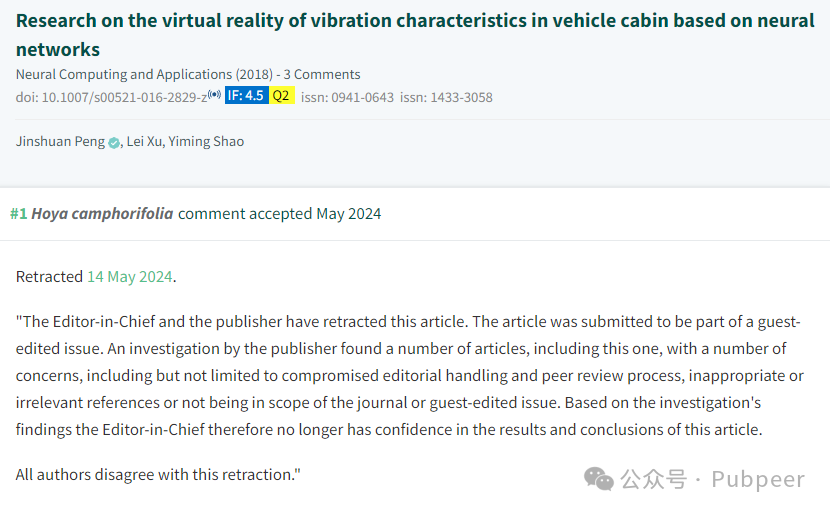 Research on the virtual reality of vibration characteristics in vehicle cabin based on neural
networks
Neural Computing and Applications (2018) - 3 Comments
doi: 10.1007/s00521-016-2829-z IF: 4.5 Q2 issn: 0941-0643 issn: 1433-3058
Jinshuan Peng , Lei Xu, Yiming Shao
#1 Hoya camphorifolia comment accepted May 2024
Retracted 14 May 2024.
"The Editor-in-Chief and the publisher have retracted this article. The article was submitted to be part of a guest-
edited issue. An investigation by the publisher found a number of articles, including this one, with a number of
concerns, including but not limited to compromised editorial handling and peer review process, inappropriate or
irrelevant references or not being in scope of the journal or guest-edited issue. Based on the investigation's
findings the Editor-in-Chief therefore no longer has confidence in the results and conclusions of this article.
All authors disagree with this retraction."
公众号 · Pubpeer